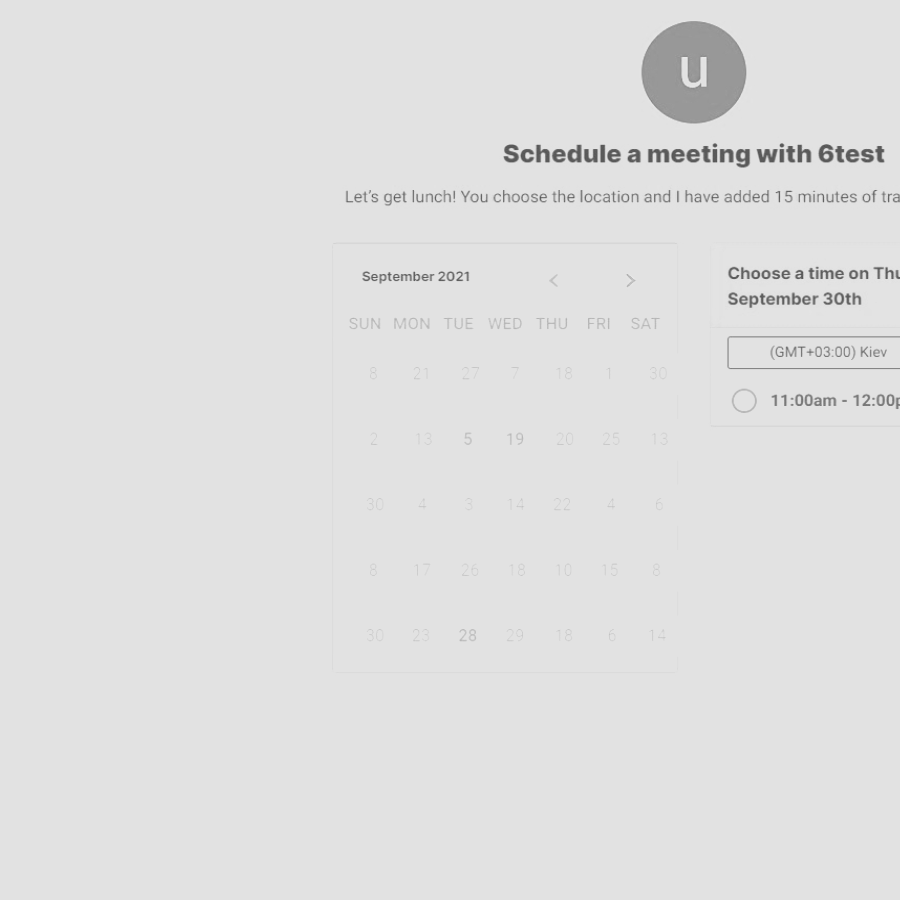 u
Schedule a meeting with 6test
Let's get lunch! You choose the location and I have added 15 minutes of tra
September 2021
SUN MON TUE WED THU FRI SAT
8 21 27 7 18 1 30
2 13 5 19 20 25 13
30 4 3 14 22 4 6
8 17 26 18 10 15 8
30 23 28 29 18 6 14
Choose a time on Thu
September 30th
(GMT+03:00) Kiev
11:00am - 12:00p